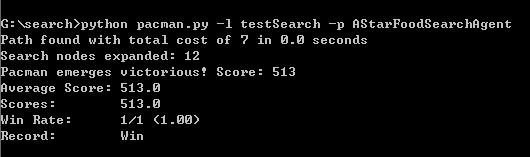 G:\search>python pacman.py -l testSearch -p AStarFoodSearchAgent
Path found with total cost of 7 in 0.0 seconds
Search nodes expanded: 12
Pacman emerges victorious! Score: 513
Average Score: 513.0
Scores:        513.0
Win Rate:      1/1 (1.00)
Record:        Win